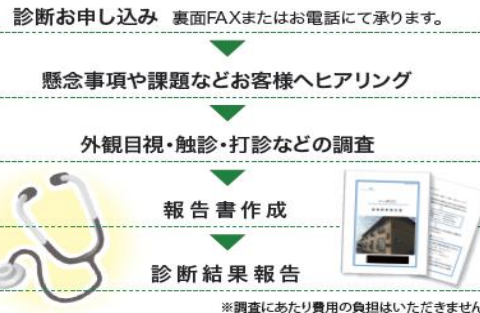 診断お申し込み 裏面FAXまたはお電話にて承ります。
懸念事項や課題などお客様へヒアリング
外観目視・触診・打診などの調査
報告書作成
診断結果報告
※調査にあたり費用の負担はいただきません